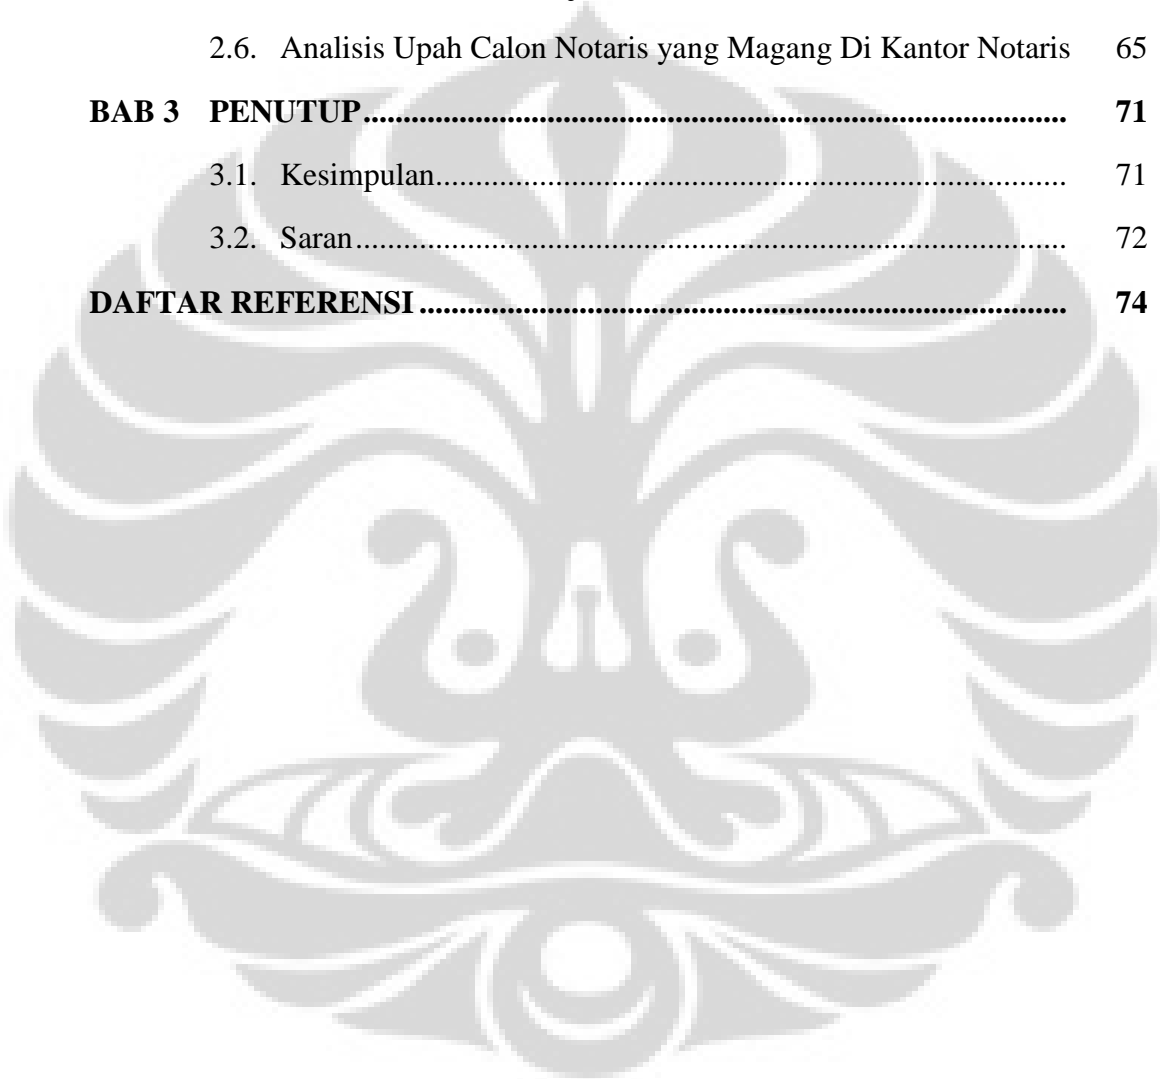 2.6. Analisis Upah Calon Notaris yang Magang Di Kantor Notaris 65
BAB 3 PENUTUP........................................................................... 71
3.1. Kesimpulan................................................................... 71
3.2. Saran............................................................................ 72
DAFTAR REFERENSI..................................................................... 74